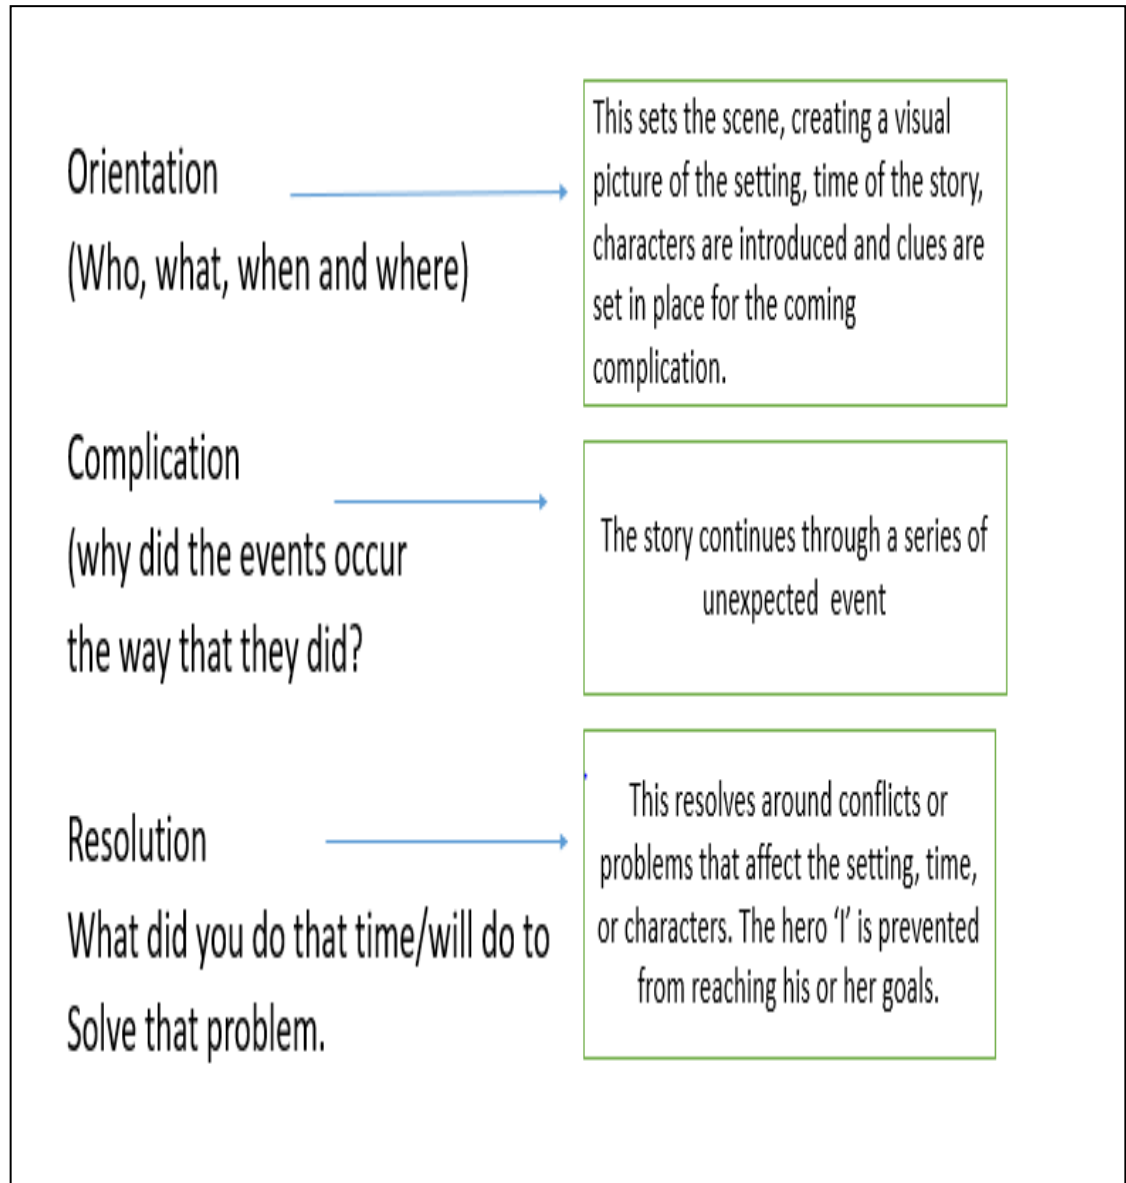 Orientation
(Who, what, when and where)
This sets the scene, creating a visual
picture of the setting, time of the story,
characters are introduced and clues are
set in place for the coming
complication.
Complication
(why did the events occur
the way that they did?
The story continues through a series of
unexpected event
Resolution
What did you do that time/will do to
Solve that problem.
This resolves around conflicts or
problems that affect the setting, time,
or characters. The hero ‘I’ is prevented
from reaching his or her goals.